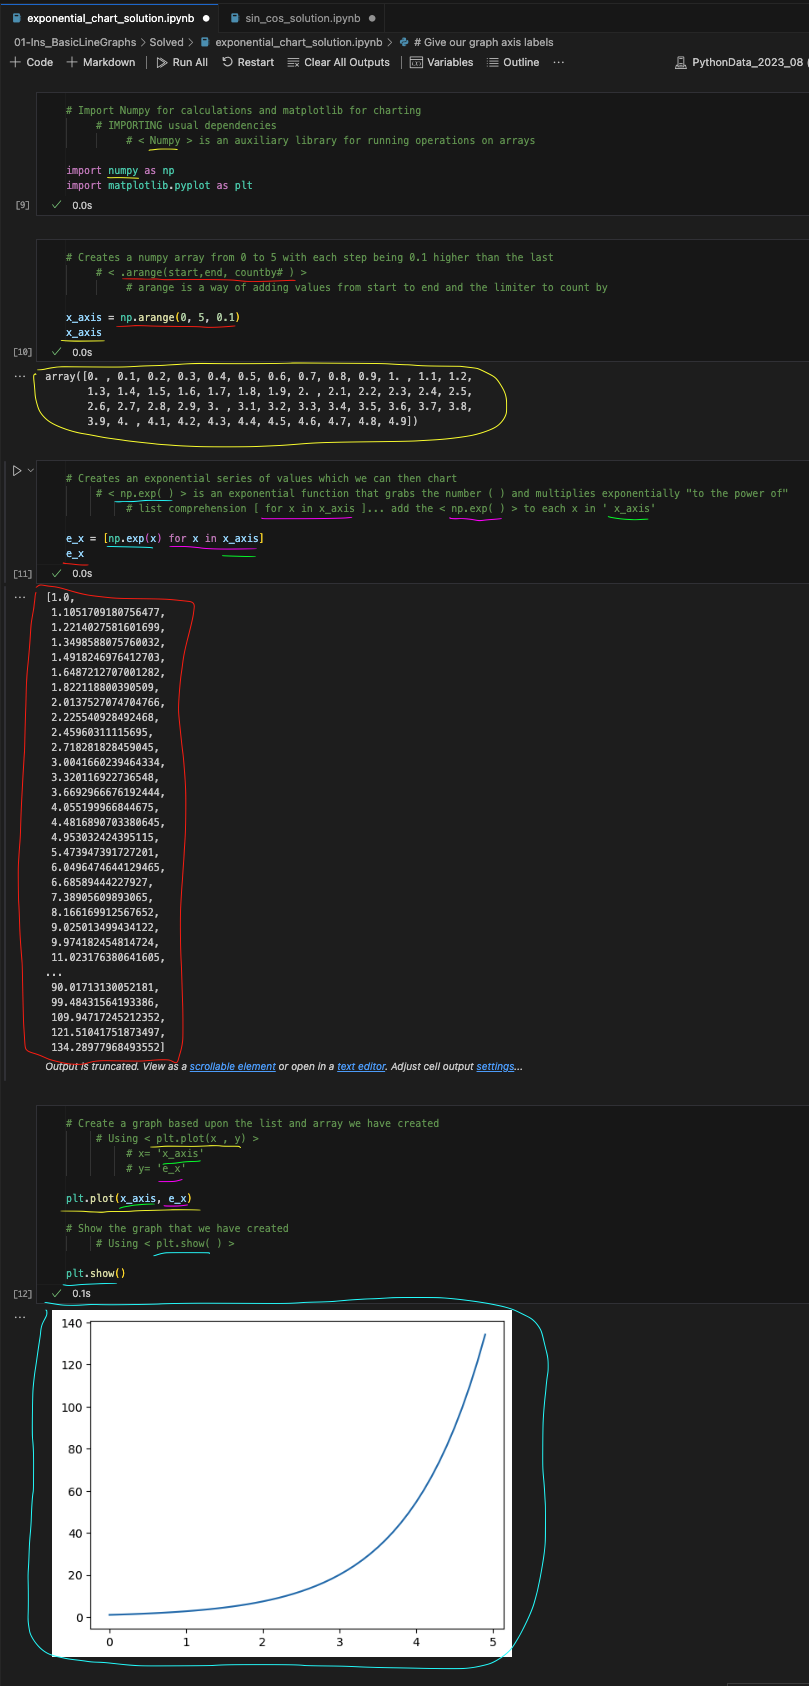 exponential_chart_solution.ipynb
sin_cos_solution.ipynb
01-Ins_BasicLineGraphs > Solved > exponential_chart_solution.ipynb > # Give our graph axis labels
+ Code + Markdown Run All Restart Clear All Outputs Variables Outline ... PythonData_2023_08 (
# Import Numpy for calculations and matplotlib for charting
# IMPORTING usual dependencies
# < Numpy > is an auxiliary library for running operations on arrays
import numpy as np
import matplotlib.pyplot as plt
[9] ✓ 0.0s
# Creates a numpy array from 0 to 5 with each step being 0.1 higher than the last
# < .arange(start,end, countby# ) >
# arange is a way of adding values from start to end and the limiter to count by
x_axis = np.arange(0, 5, 0.1)
x_axis
[10] ✓ 0.0s
... array([0. , 0.1, 0.2, 0.3, 0.4, 0.5, 0.6, 0.7, 0.8, 0.9, 1. , 1.1, 1.2,
1.3, 1.4, 1.5, 1.6, 1.7, 1.8, 1.9, 2. , 2.1, 2.2, 2.3, 2.4, 2.5,
2.6, 2.7, 2.8, 2.9, 3. , 3.1, 3.2, 3.3, 3.4, 3.5, 3.6, 3.7, 3.8,
3.9, 4. , 4.1, 4.2, 4.3, 4.4, 4.5, 4.6, 4.7, 4.8, 4.9])
# Creates an exponential series of values which we can then chart
# < np.exp( ) > is an exponential function that grabs the number ( ) and multiplies exponentially "to the power of"
# list comprehension [ for x in x_axis ]... add the < np.exp( ) > to each x in ' x_axis'
e_x = [np.exp(x) for x in x_axis]
e_x
[11] ✓ 0.0s
... [1.0,
1.1051709180756477,
1.2214027581601699,
1.3498588075760032,
1.4918246976412703,
1.6487212707001282,
1.822118800390509,
2.0137527074704766,
2.225540928492468,
2.45960311115695,
2.718281828459045,
3.0041660239464334,
3.320116922736548,
3.6692966676192444,
4.055199966844675,
4.4816890703380645,
4.953032424395115,
5.473947391727201,
6.0496474644129465,
6.68589444227927,
7.38905609893065,
8.166169912567652,
9.025013499434122,
9.974182454814724,
11.023176380641605,
...
90.01713130052181,
99.48431564193386,
109.94717245212352,
121.51041751873497,
134.28977968493552]
Output is truncated. View as a scrollable element or open in a text editor. Adjust cell output settings...
# Create a graph based upon the list and array we have created
# Using < plt.plot(x , y) >
# x= 'x_axis'
# y= 'e_x'
plt.plot(x_axis, e_x)
# Show the graph that we have created
# Using < plt.show( ) >
plt.show()
[12] ✓ 0.1s
...
140
120
100
80
60
40
20
0
0 1 2 3 4 5